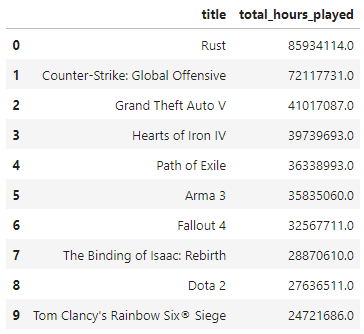 title total_hours_played
0 Rust 85934114.0
1 Counter-Strike: Global Offensive 72117731.0
2 Grand Theft Auto V 41017087.0
3 Hearts of Iron IV 39739693.0
4 Path of Exile 36338993.0
5 Arma 3 35835060.0
6 Fallout 4 32567711.0
7 The Binding of Isaac: Rebirth 28870610.0
8 Dota 2 27636511.0
9 Tom Clancy's Rainbow Six® Siege 24721686.0